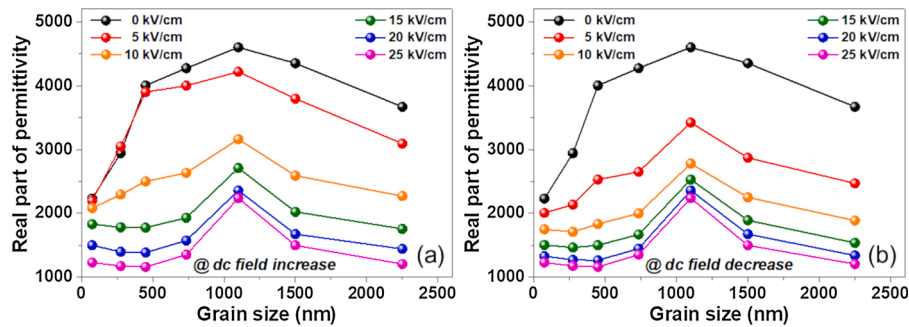 5000
4000
3000
2000
1000
Real part of permittivity
0 kV/cm
5 kV/cm
10 kV/cm
15 kV/cm
20 kV/cm
25 kV/cm
@ dc field increase
(a)
0 500 1000 1500 2000 2500
Grain size (nm)
5000
4000
3000
2000
1000
Real part of permittivity
0 kV/cm
5 kV/cm
10 kV/cm
15 kV/cm
20 kV/cm
25 kV/cm
@ dc field decrease
(b)
0 500 1000 1500 2000 2500
Grain size (nm)